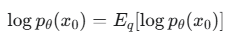 log p_θ(x_0) = E_q[log p_θ(x_0)]